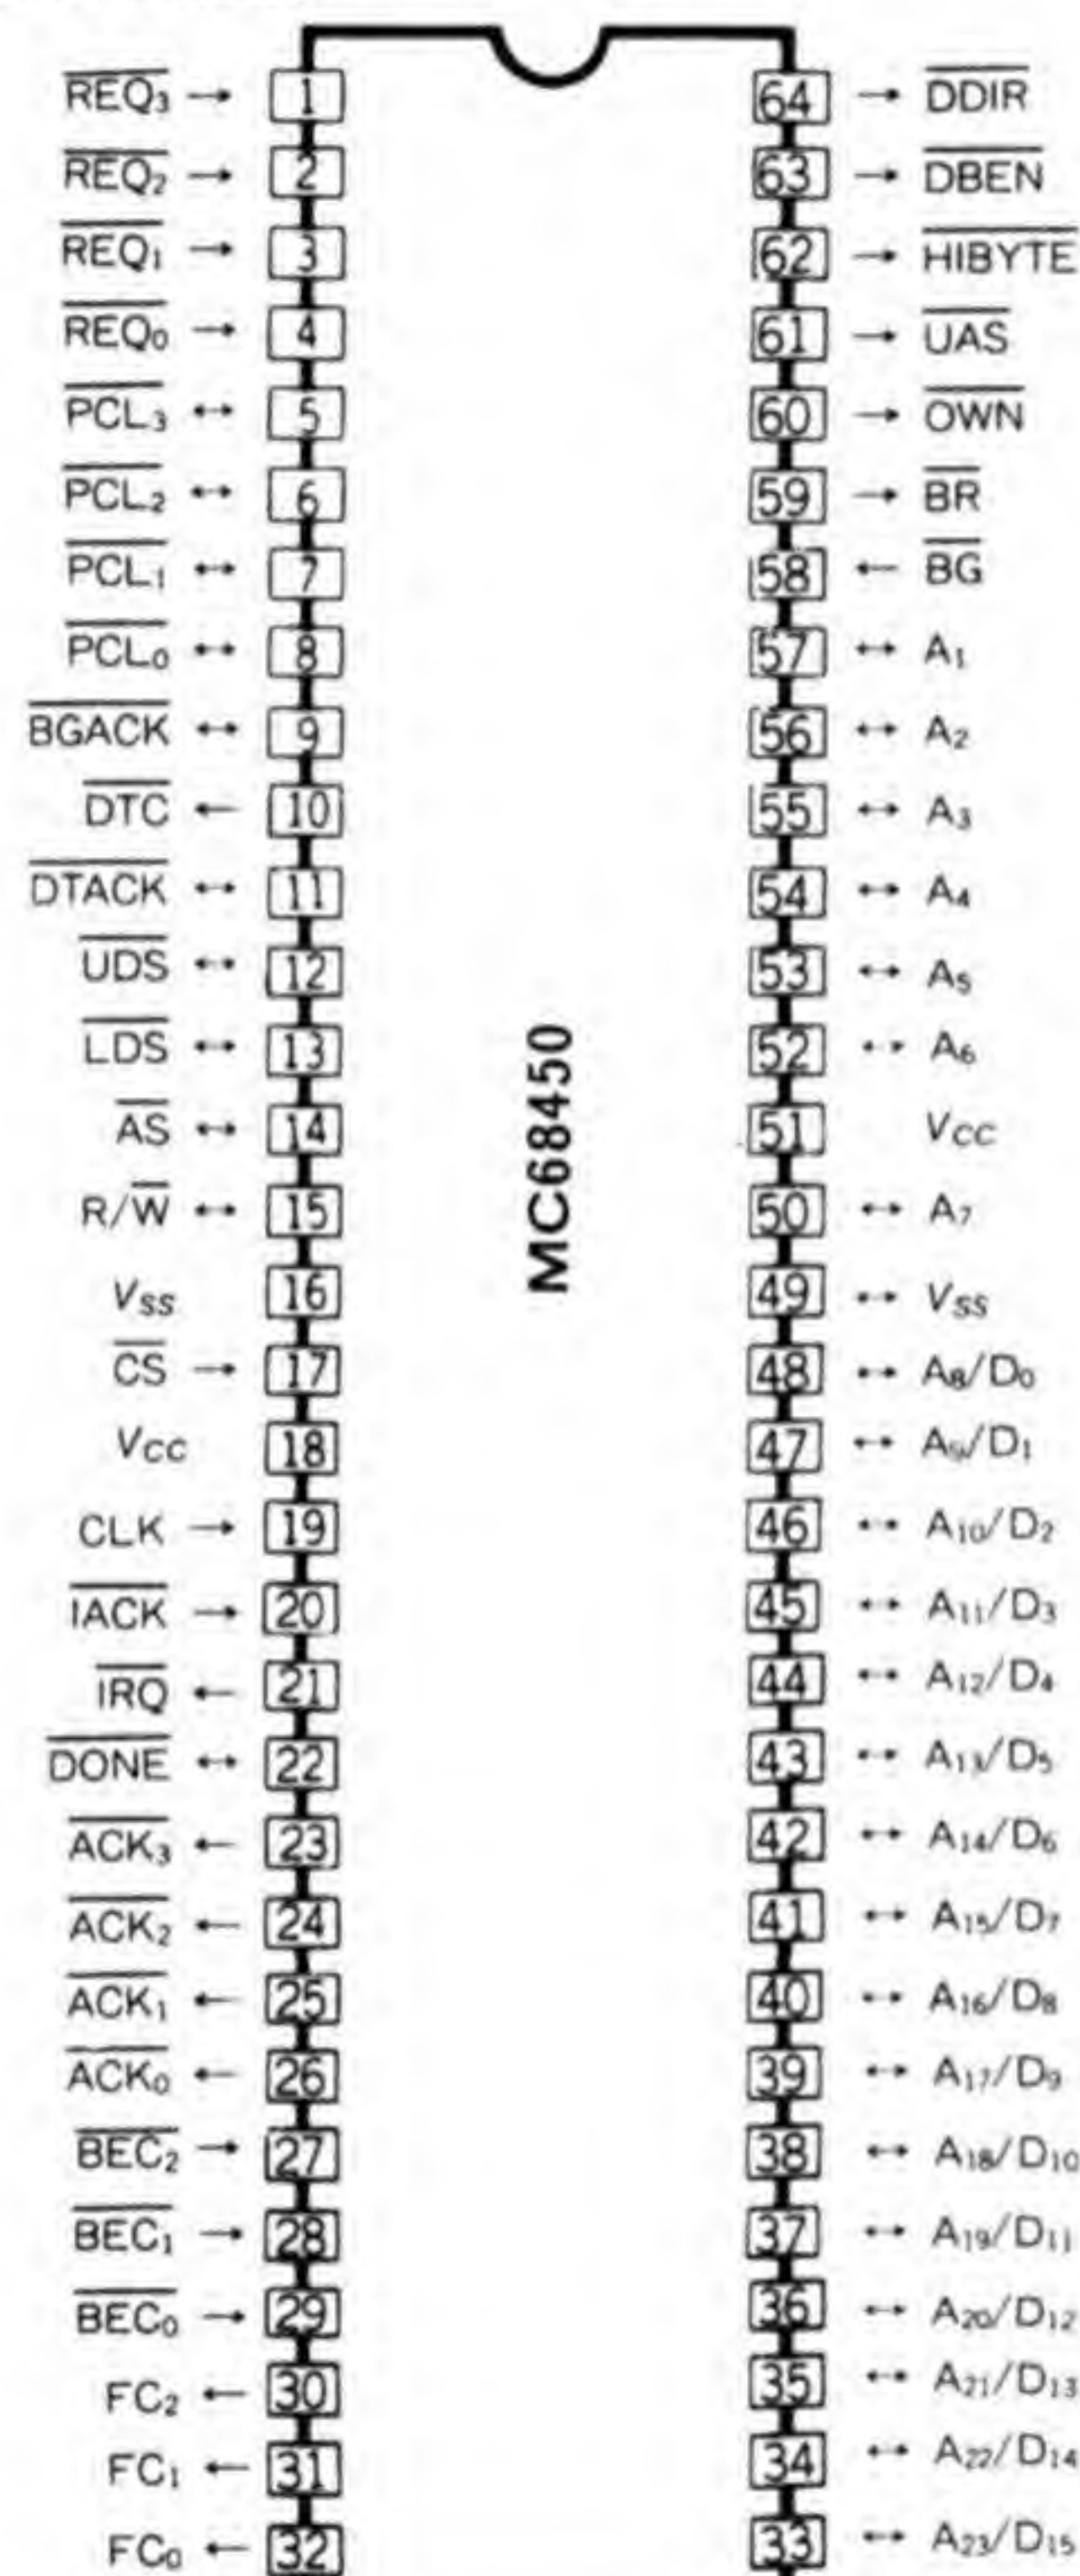 REQ₃ → 1 64 → DDIR
REQ₂ → 2 63 → DBEN
REQ₁ → 3 62 → HIBYTE
REQ₀ → 4 61 → UAS
PCL₃ ↔ 5 60 → OWN
PCL₂ ↔ 6 59 → BR
PCL₁ ↔ 7 58 ← BG
PCL₀ ↔ 8 57 ↔ A₁
BGACK ↔ 9 56 ↔ A₂
DTC ← 10 55 ↔ A₃
DTACK ↔ 11 54 ↔ A₄
UDS ↔ 12 53 ↔ A₅
LDS ↔ 13 52 ↔ A₆
AS ↔ 14 51 VCC
R/W ↔ 15 50 ↔ A₇
VSS 16 49 ↔ VSS
CS → 17 48 ↔ A₈/D₀
VCC 18 47 ↔ A₉/D₁
CLK → 19 46 ↔ A₁₀/D₂
IACK → 20 45 ↔ A₁₁/D₃
IRQ ← 21 44 ↔ A₁₂/D₄
DONE ↔ 22 43 ↔ A₁₃/D₅
ACK₃ ← 23 42 ↔ A₁₄/D₆
ACK₂ ← 24 41 ↔ A₁₅/D₇
ACK₁ ← 25 40 ↔ A₁₆/D₈
ACK₀ ← 26 39 ↔ A₁₇/D₉
BEC₂ → 27 38 ↔ A₁₈/D₁₀
BEC₁ → 28 37 ↔ A₁₉/D₁₁
BEC₀ → 29 36 ↔ A₂₀/D₁₂
FC₂ ← 30 35 ↔ A₂₁/D₁₃
FC₁ ← 31 34 ↔ A₂₂/D₁₄
FC₀ ← 32 33 ↔ A₂₃/D₁₅
MC68450